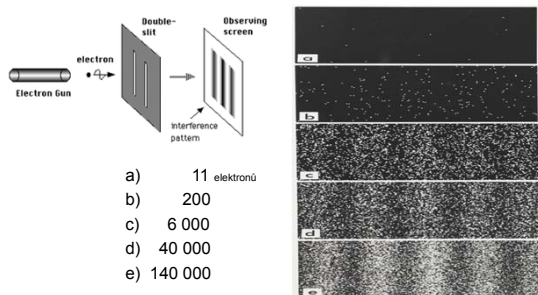 Double-
slit
Observing
screen
electron
Electron Gun
interference
pattern
a) 11 elektronů
b) 200
c) 6 000
d) 40 000
e) 140 000
a
b
c
d
e